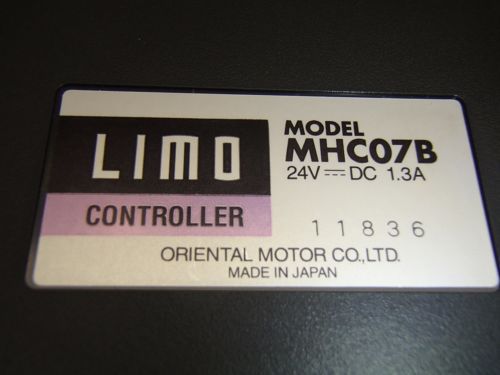 LIMO
CONTROLLER
MODEL
MHC07B
24V⎓DC 1.3A
11836
ORIENTAL MOTOR CO.,LTD.
MADE IN JAPAN